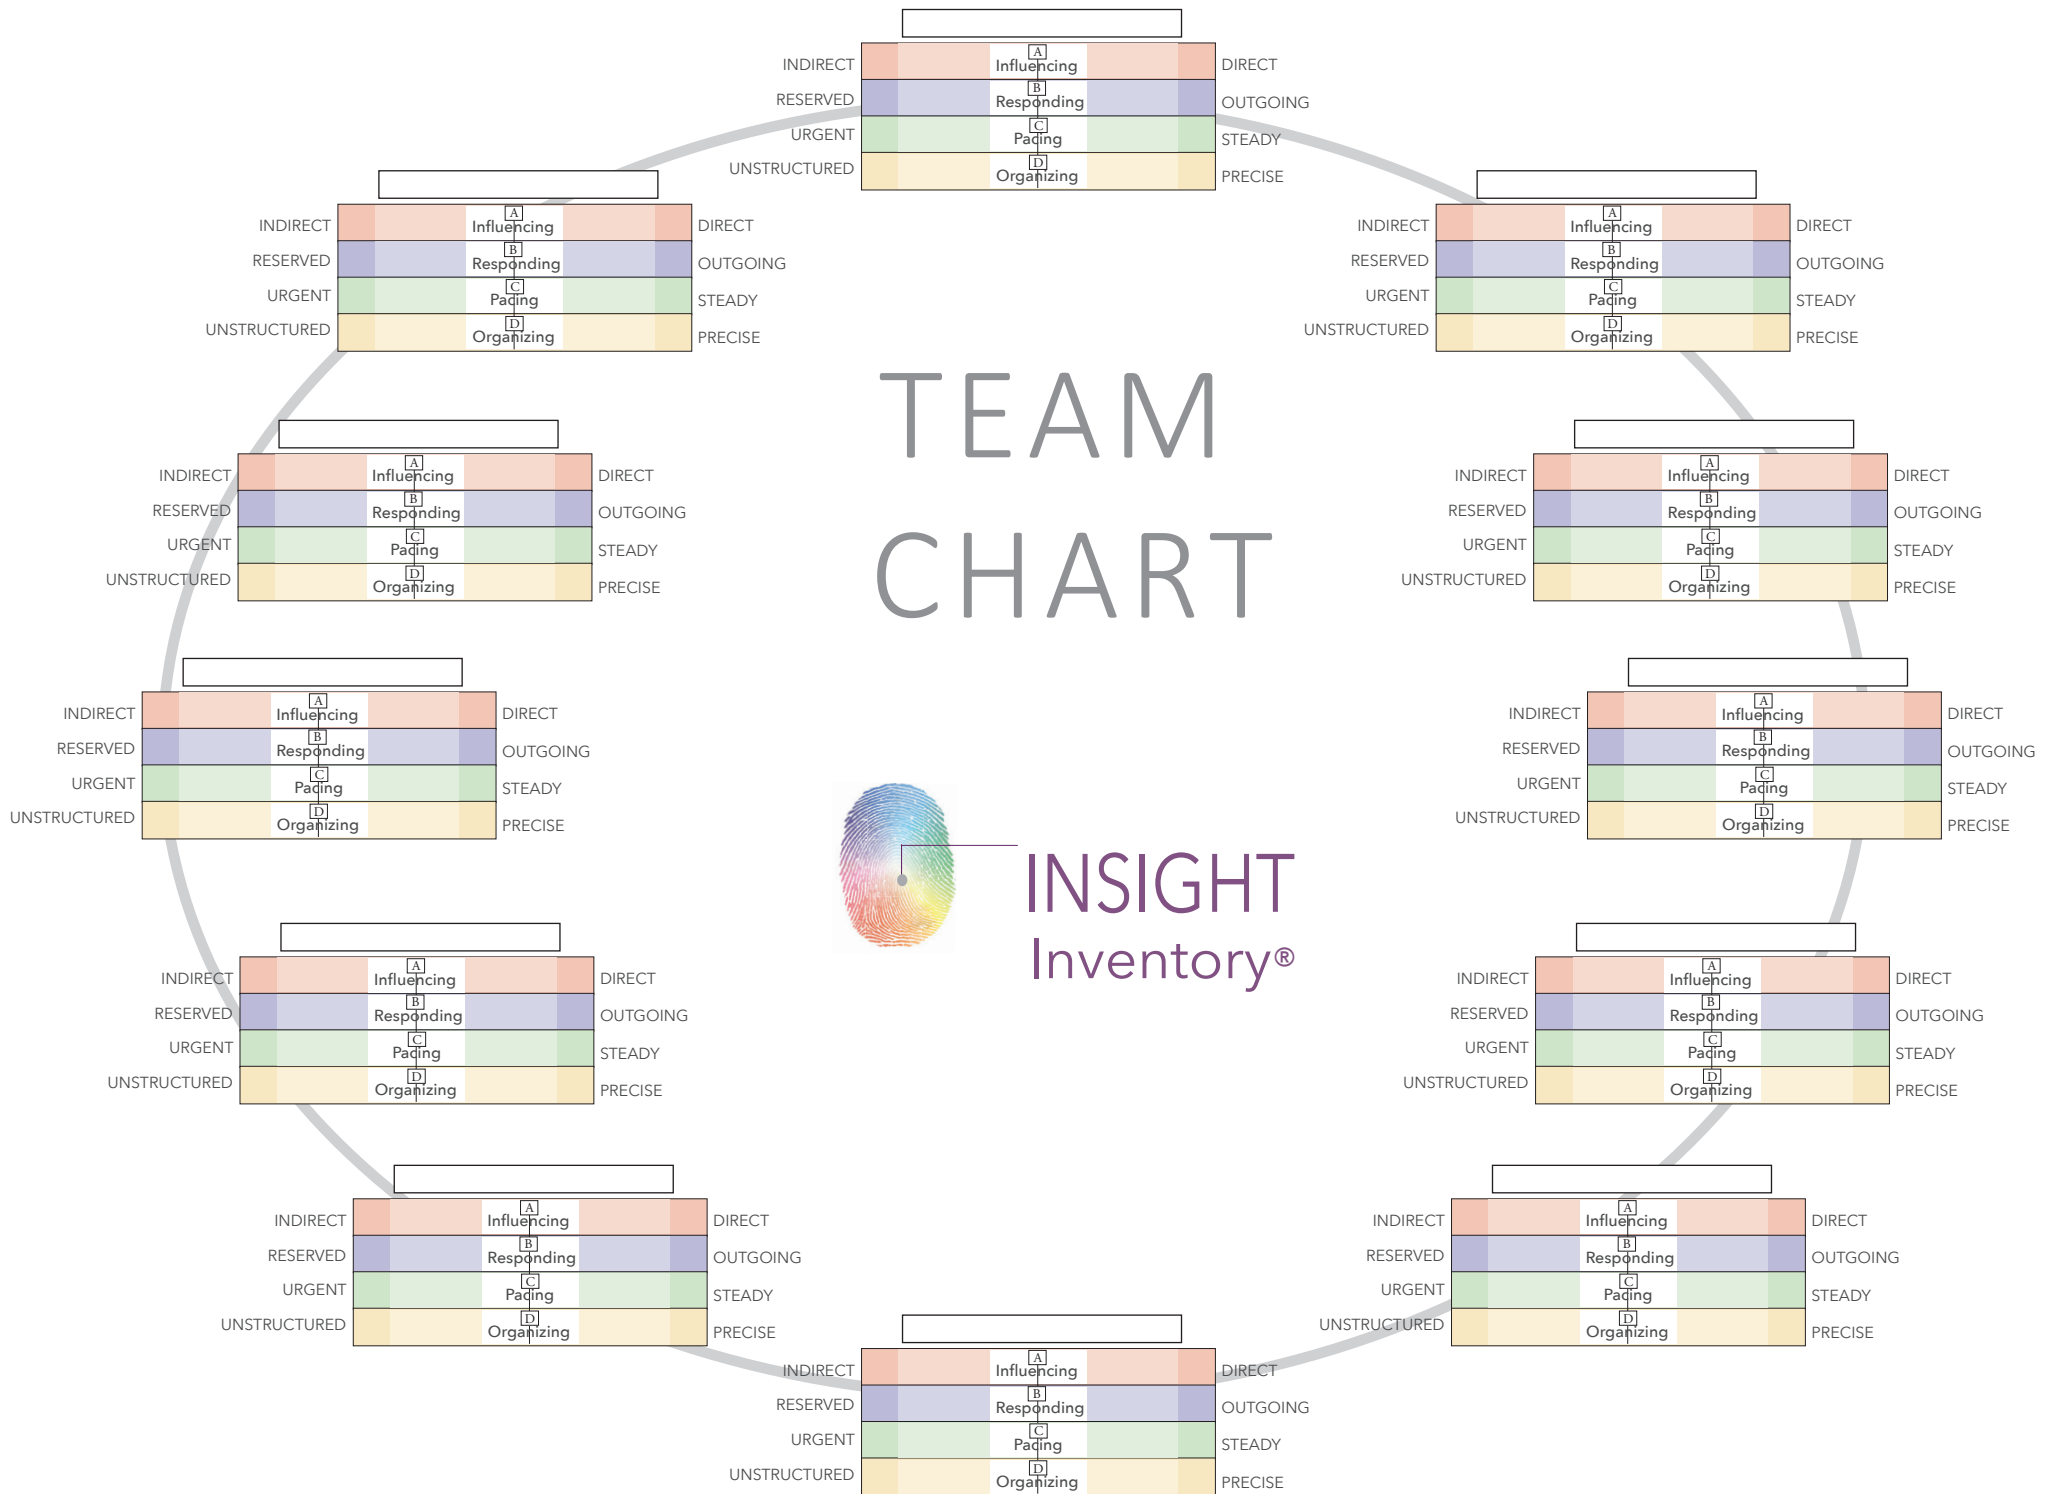 A
INDIRECT Influencing DIRECT
B
RESERVED Responding OUTGOING
C
URGENT Pacing STEADY
D
UNSTRUCTURED Organizing PRECISE
A
INDIRECT Influencing DIRECT
B
RESERVED Responding OUTGOING
C
URGENT Pacing STEADY
D
UNSTRUCTURED Organizing PRECISE
A
INDIRECT Influencing DIRECT
B
RESERVED Responding OUTGOING
C
URGENT Pacing STEADY
D
UNSTRUCTURED Organizing PRECISE
TEAM
CHART
A
INDIRECT Influencing DIRECT
B
RESERVED Responding OUTGOING
C
URGENT Pacing STEADY
D
UNSTRUCTURED Organizing PRECISE
A
INDIRECT Influencing DIRECT
B
RESERVED Responding OUTGOING
C
URGENT Pacing STEADY
D
UNSTRUCTURED Organizing PRECISE
A
INDIRECT Influencing DIRECT
B
RESERVED Responding OUTGOING
C
URGENT Pacing STEADY
D
UNSTRUCTURED Organizing PRECISE
A
INDIRECT Influencing DIRECT
B
RESERVED Responding OUTGOING
C
URGENT Pacing STEADY
D
UNSTRUCTURED Organizing PRECISE
INSIGHT
Inventory®
A
INDIRECT Influencing DIRECT
B
RESERVED Responding OUTGOING
C
URGENT Pacing STEADY
D
UNSTRUCTURED Organizing PRECISE
A
INDIRECT Influencing DIRECT
B
RESERVED Responding OUTGOING
C
URGENT Pacing STEADY
D
UNSTRUCTURED Organizing PRECISE
A
INDIRECT Influencing DIRECT
B
RESERVED Responding OUTGOING
C
URGENT Pacing STEADY
D
UNSTRUCTURED Organizing PRECISE
A
INDIRECT Influencing DIRECT
B
RESERVED Responding OUTGOING
C
URGENT Pacing STEADY
D
UNSTRUCTURED Organizing PRECISE
A
INDIRECT Influencing DIRECT
B
RESERVED Responding OUTGOING
C
URGENT Pacing STEADY
D
UNSTRUCTURED Organizing PRECISE